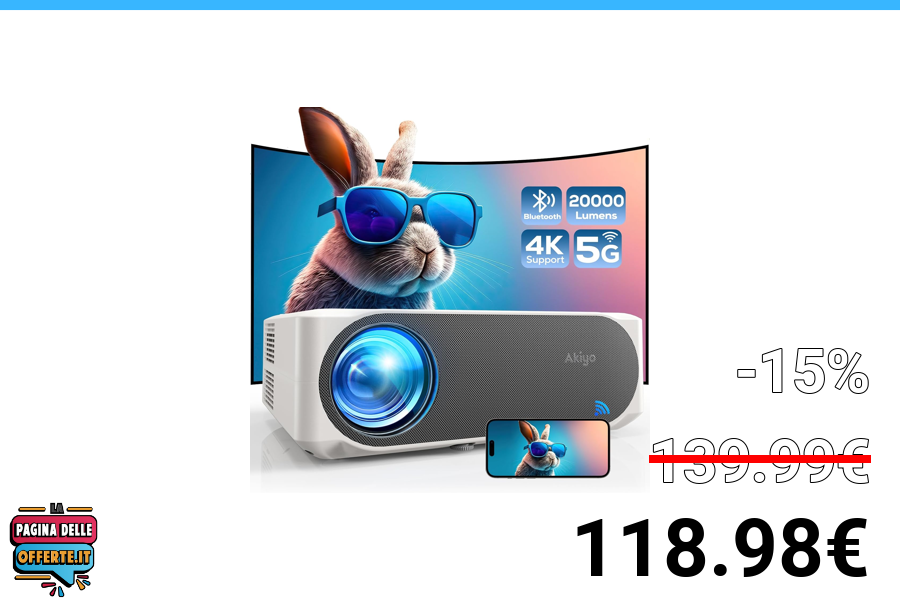 Bluetooth
20000
Lumens
4K
Support
5G
Akiyo
-15%
139.99€
118.98€
LA
PAGINA DELLE
OFFERTE.IT